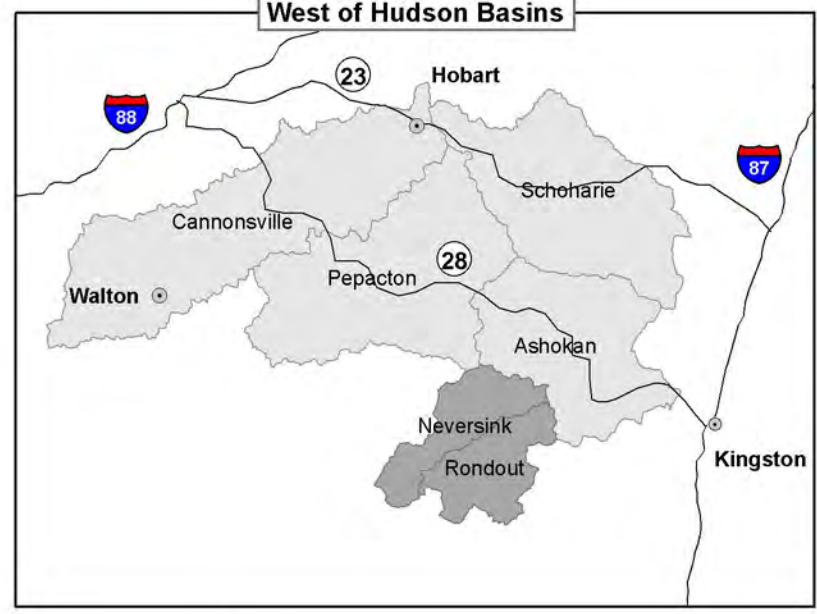 West of Hudson Basins
23
Hobart
88
87
Schoharie
Cannonsville
28
Pepacton
Walton
Ashokan
Neversink
Kingston
Rondout